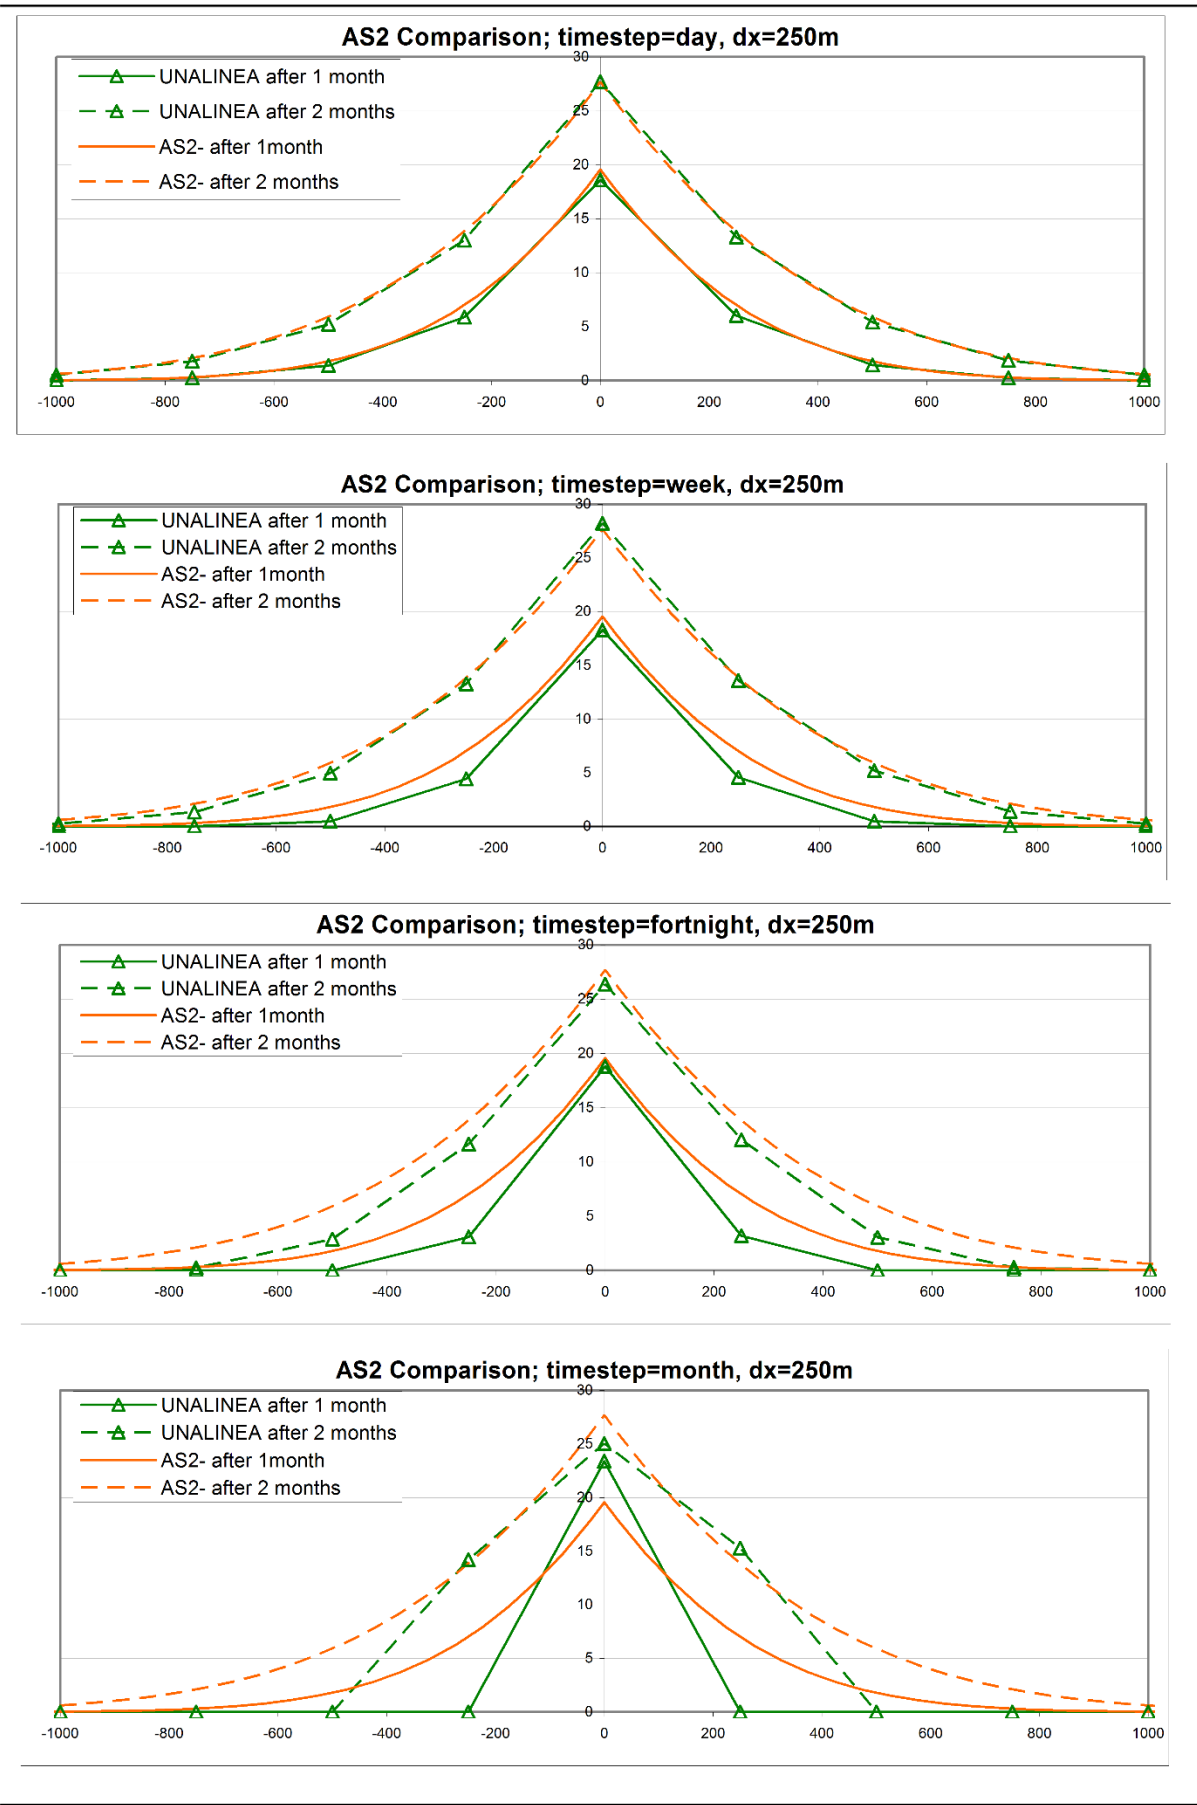 AS2 Comparison; timestep=day, dx=250m
UNALINEA after 1 month
UNALINEA after 2 months
AS2- after 1month
AS2- after 2 months
30
25
20
15
10
5
0
-1000 -800 -600 -400 -200 0 200 400 600 800 1000
AS2 Comparison; timestep=week, dx=250m
UNALINEA after 1 month
UNALINEA after 2 months
AS2- after 1month
AS2- after 2 months
30
25
20
15
10
5
0
-1000 -800 -600 -400 -200 0 200 400 600 800 1000
AS2 Comparison; timestep=fortnight, dx=250m
UNALINEA after 1 month
UNALINEA after 2 months
AS2- after 1month
AS2- after 2 months
30
25
20
15
10
5
0
-1000 -800 -600 -400 -200 0 200 400 600 800 1000
AS2 Comparison; timestep=month, dx=250m
UNALINEA after 1 month
UNALINEA after 2 months
AS2- after 1month
AS2- after 2 months
30
25
20
15
10
5
0
-1000 -800 -600 -400 -200 0 200 400 600 800 1000